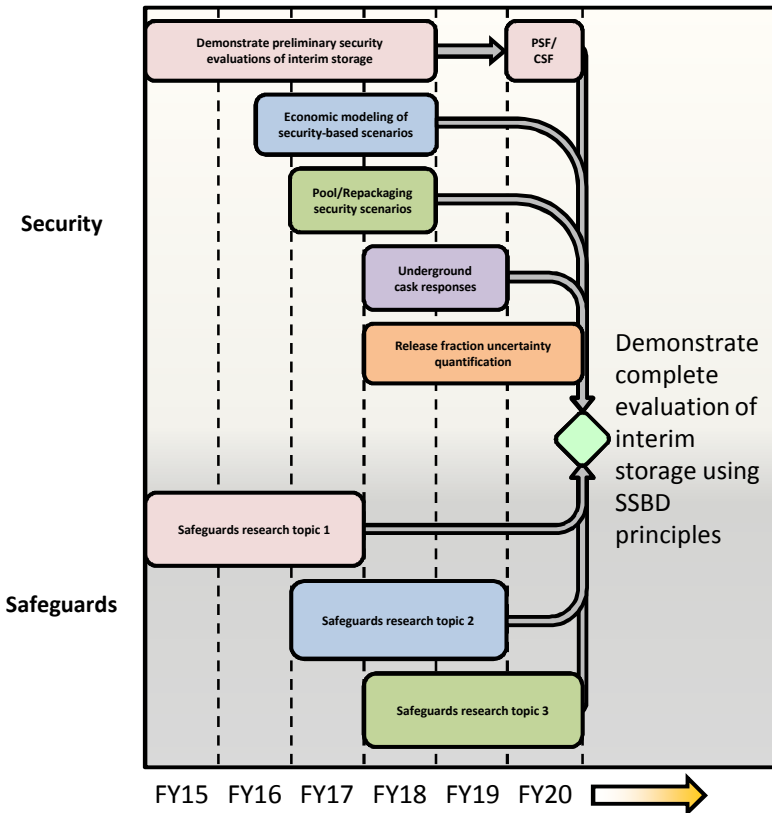 Demonstrate preliminary security
evaluations of interim storage
PSF/
CSF
Economic modeling of
security-based scenarios
Pool/Repackaging
security scenarios
Security
Underground
cask responses
Release fraction uncertainty
quantification
Demonstrate
complete
evaluation of
interim
storage using
SSBD
principles
Safeguards research topic 1
Safeguards
Safeguards research topic 2
Safeguards research topic 3
FY15 FY16 FY17 FY18 FY19 FY20